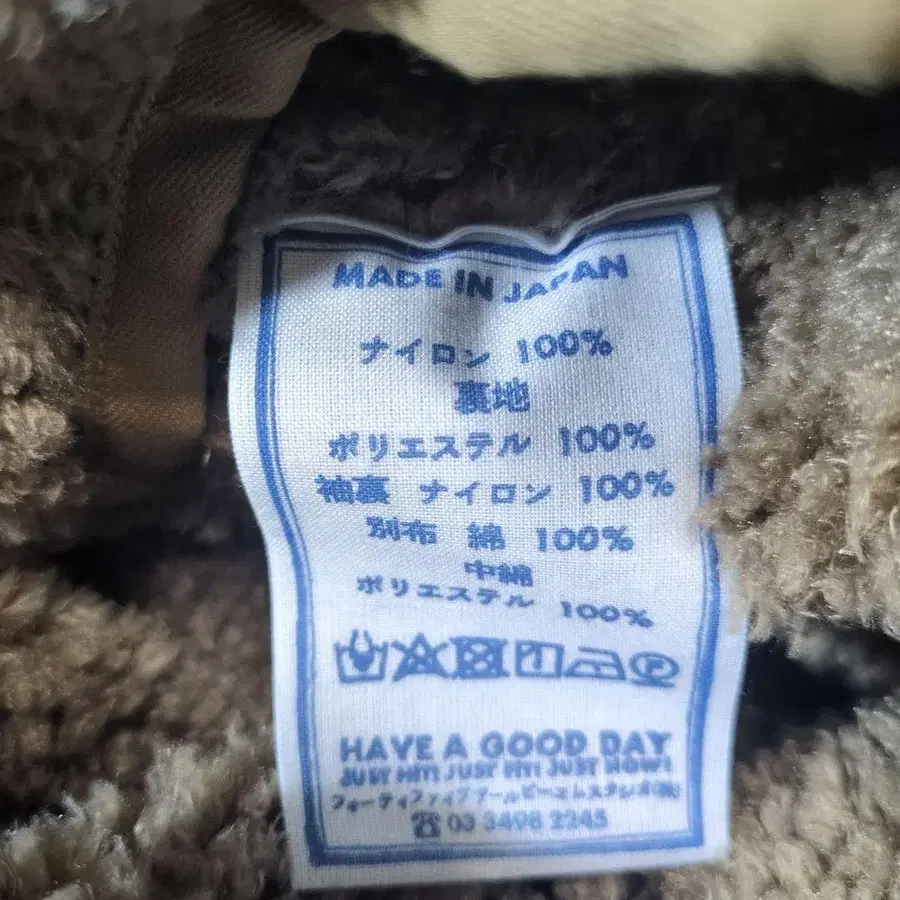 MADE IN JAPAN
ナイロン 100%
裏地
ポリエステル 100%
袖裏 ナイロン 100%
別布 綿 100%
中綿
ポリエステル 100%
HAVE A GOOD DAY
JUST HIT! JUST FIT! JUST NOW!
フォーティファイブアールピーエムスタジオ(株)
☎ 03 3498 2245